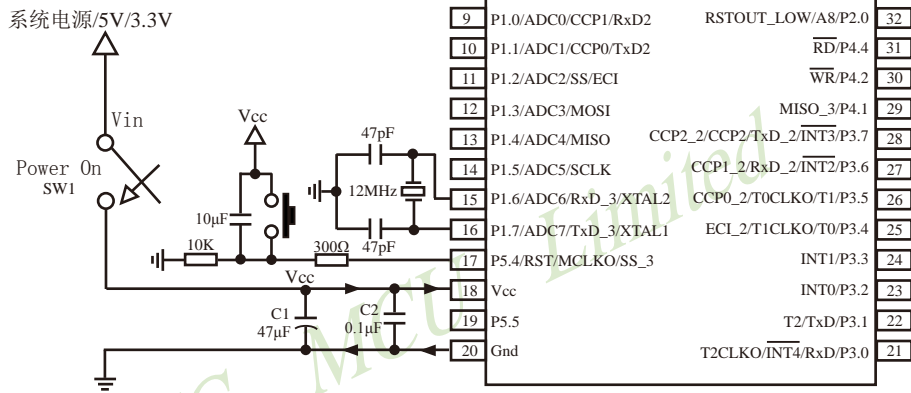 系统电源/5V/3.3V
Vin
Power On
SW1
Vcc
10μF
10K
300Ω
47pF
12MHz
47pF
Vcc
C1
47μF
C2
0.1μF
9 P1.0/ADC0/CCP1/RxD2
10 P1.1/ADC1/CCP0/TxD2
11 P1.2/ADC2/SS/ECI
12 P1.3/ADC3/MOSI
13 P1.4/ADC4/MISO
14 P1.5/ADC5/SCLK
15 P1.6/ADC6/RxD_3/XTAL2
16 P1.7/ADC7/TxD_3/XTAL1
17 P5.4/RST/MCLKO/SS_3
18 Vcc
19 P5.5
20 Gnd
RSTOUT_LOW/A8/P2.0 32
RD/P4.4 31
WR/P4.2 30
MISO_3/P4.1 29
CCP2_2/CCP2/TxD_2/INT3/P3.7 28
CCP1_2/RxD_2/INT2/P3.6 27
CCP0_2/T0CLKO/T1/P3.5 26
ECI_2/T1CLKO/T0/P3.4 25
INT1/P3.3 24
INT0/P3.2 23
T2/TxD/P3.1 22
T2CLKO/INT4/RxD/P3.0 21
MCU Limited